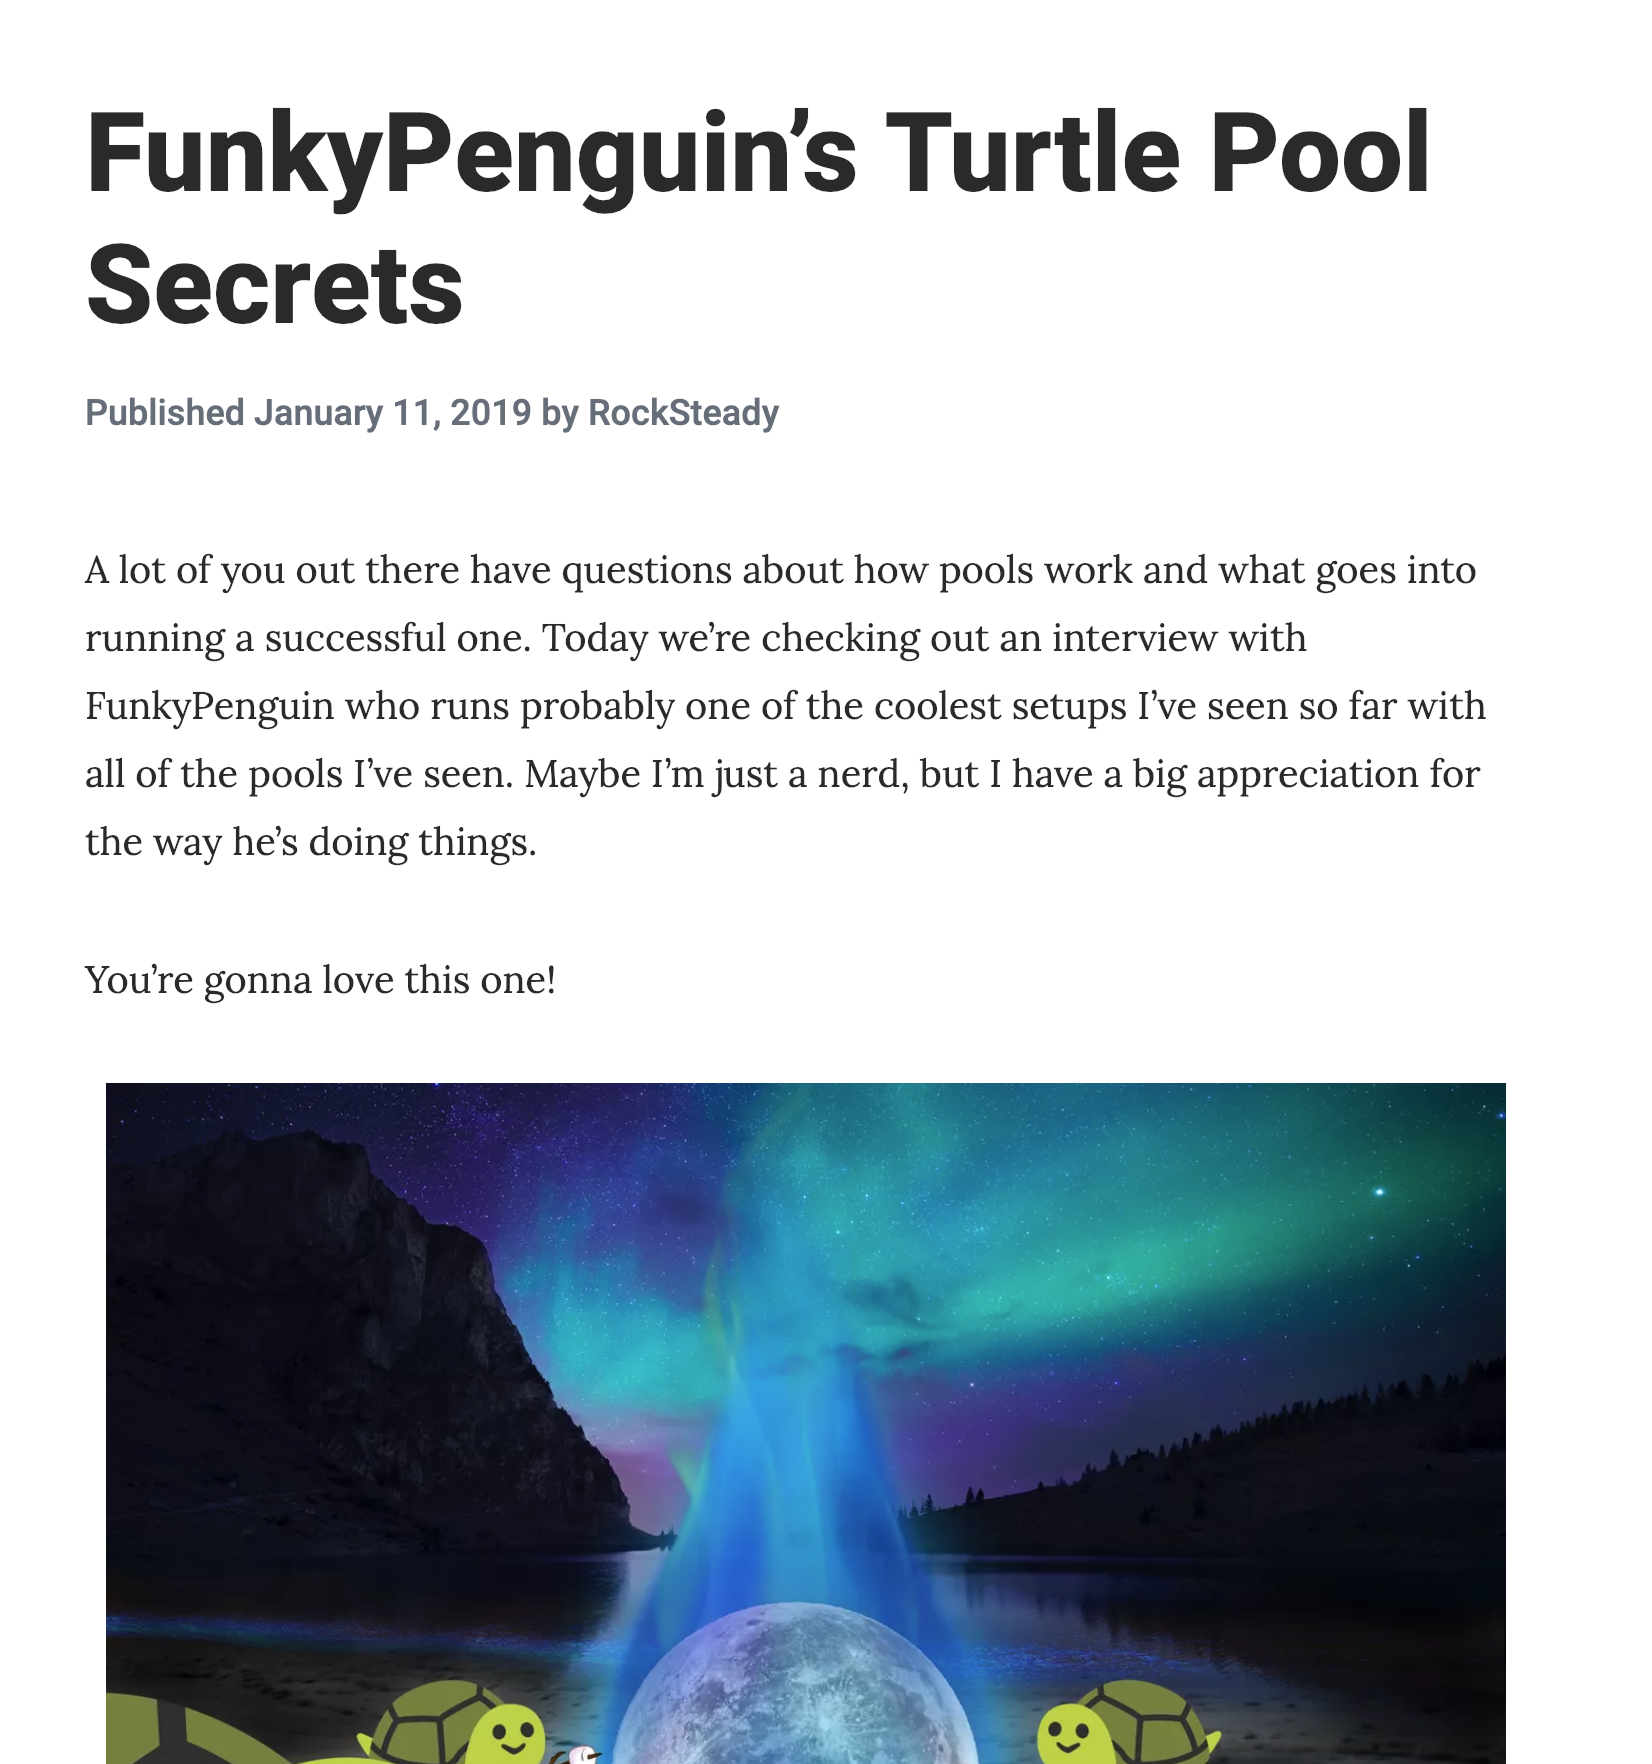 FunkyPenguin’s Turtle Pool
Secrets
Published January 11, 2019 by RockSteady
A lot of you out there have questions about how pools work and what goes into
running a successful one. Today we’re checking out an interview with
FunkyPenguin who runs probably one of the coolest setups I’ve seen so far with
all of the pools I’ve seen. Maybe I’m just a nerd, but I have a big appreciation for
the way he’s doing things.
You’re gonna love this one!